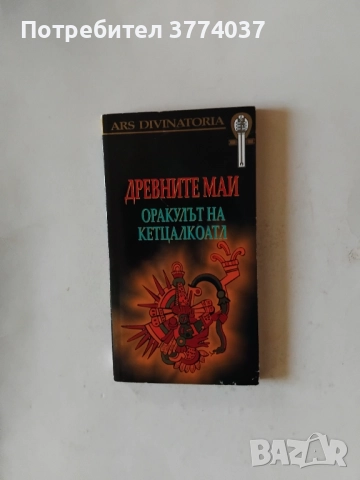 Потребител 3774037
ARS DIVINATORIA
ДРЕВНИТЕ МАИ
ОРАКУЛЪТ НА
КЕТЦАЛКОАТЛ
BAZAR